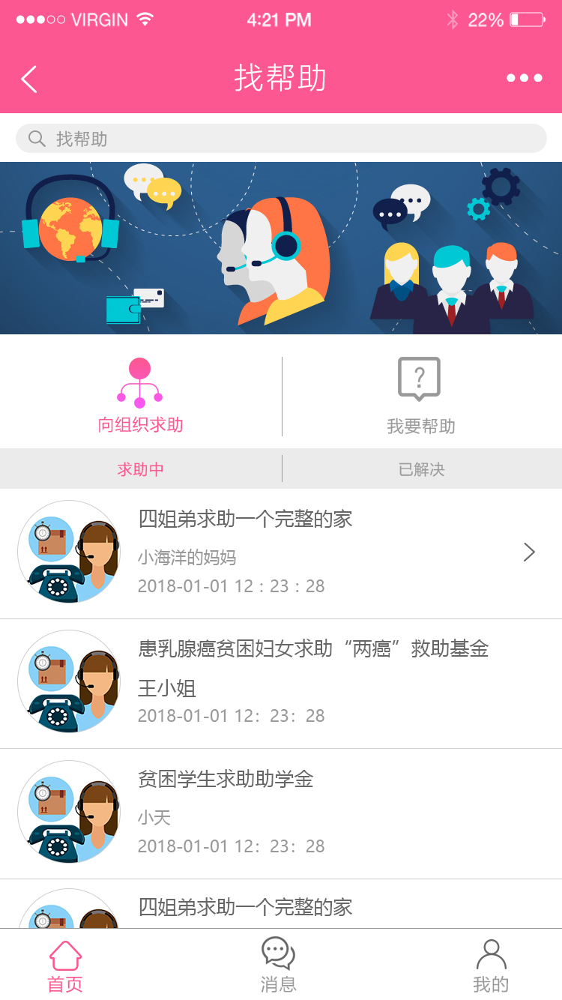 VIRGIN 4:21 PM 22%
找帮助
找帮助
向组织求助 我要帮助
求助中 已解决
四姐弟求助一个完整的家
小海洋的妈妈
2018-01-01 12：23：28
患乳腺癌贫困妇女求助“两癌”救助基金
王小姐
2018-01-01 12：23：28
贫困学生求助助学金
小天
2018-01-01 12：23：28
四姐弟求助一个完整的家
首页 消息 我的